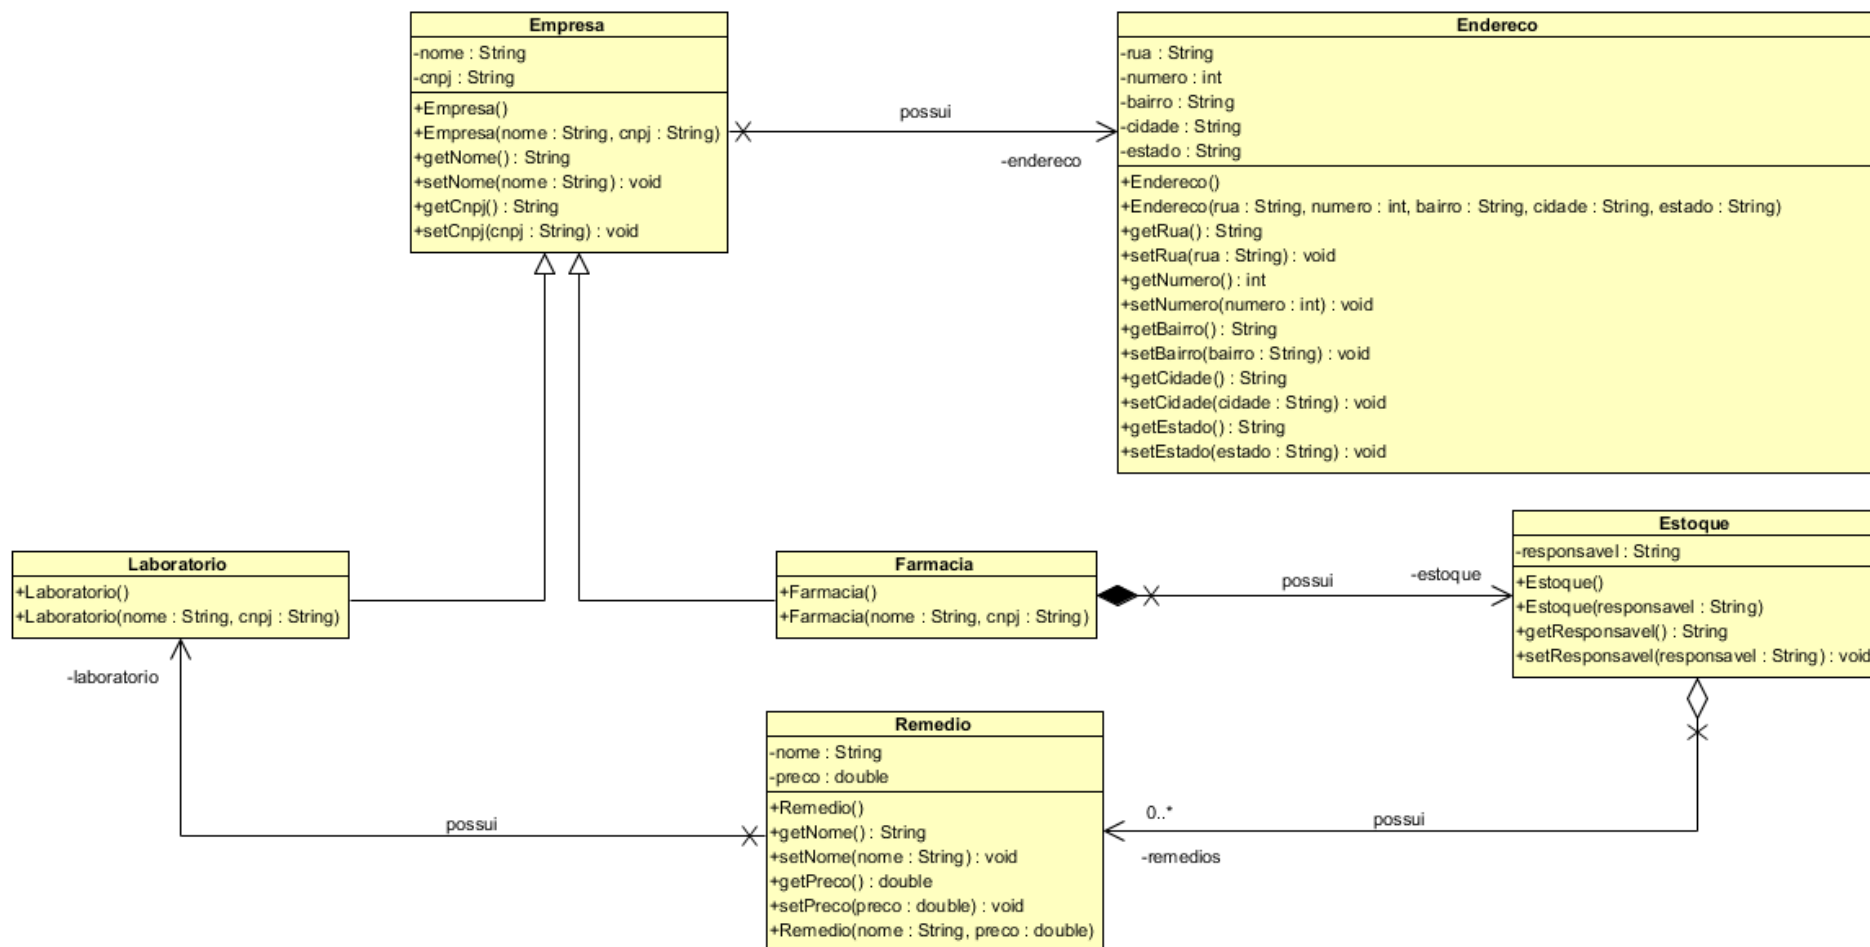 Empresa
-nome : String
-cnpj : String
+Empresa()
+Empresa(nome : String, cnpj : String)
+getNome() : String
+setNome(nome : String) : void
+getCnpj() : String
+setCnpj(cnpj : String) : void
possui
-endereco
Endereco
-rua : String
-numero : int
-bairro : String
-cidade : String
-estado : String
+Endereco()
+Endereco(rua : String, numero : int, bairro : String, cidade : String, estado : String)
+getRua() : String
+setRua(rua : String) : void
+getNumero() : int
+setNumero(numero : int) : void
+getBairro() : String
+setBairro(bairro : String) : void
+getCidade() : String
+setCidade(cidade : String) : void
+getEstado() : String
+setEstado(estado : String) : void
Laboratorio
+Laboratorio()
+Laboratorio(nome : String, cnpj : String)
-laboratorio
Farmacia
+Farmacia()
+Farmacia(nome : String, cnpj : String)
possui
-estoque
Estoque
-responsavel : String
+Estoque()
+Estoque(responsavel : String)
+getResponsavel() : String
+setResponsavel(responsavel : String) : void
possui
Remedio
-nome : String
-preco : double
+Remedio()
+getNome() : String
+setNome(nome : String) : void
+getPreco() : double
+setPreco(preco : double) : void
+Remedio(nome : String, preco : double)
0..*
-remedios
possui